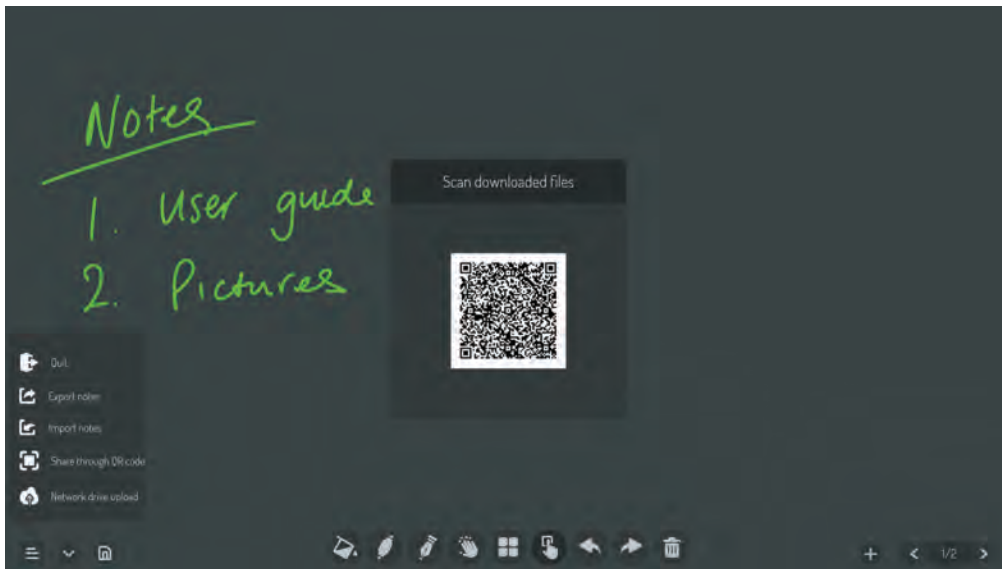 Notes
1. User guide
2. Pictures
Scan downloaded files
Quit
Export notes
Import notes
Share through QR code
Network drive upload
1/2